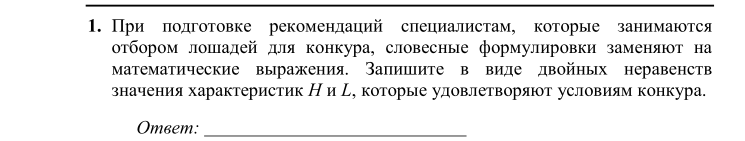 1. При подготовке рекомендаций специалистам, которые занимаются
отбором лошадей для конкура, словесные формулировки заменяют на
математические выражения. Запишите в виде двойных неравенств
значения характеристик H и L, которые удовлетворяют условиям конкура.
Ответ: ______________________________